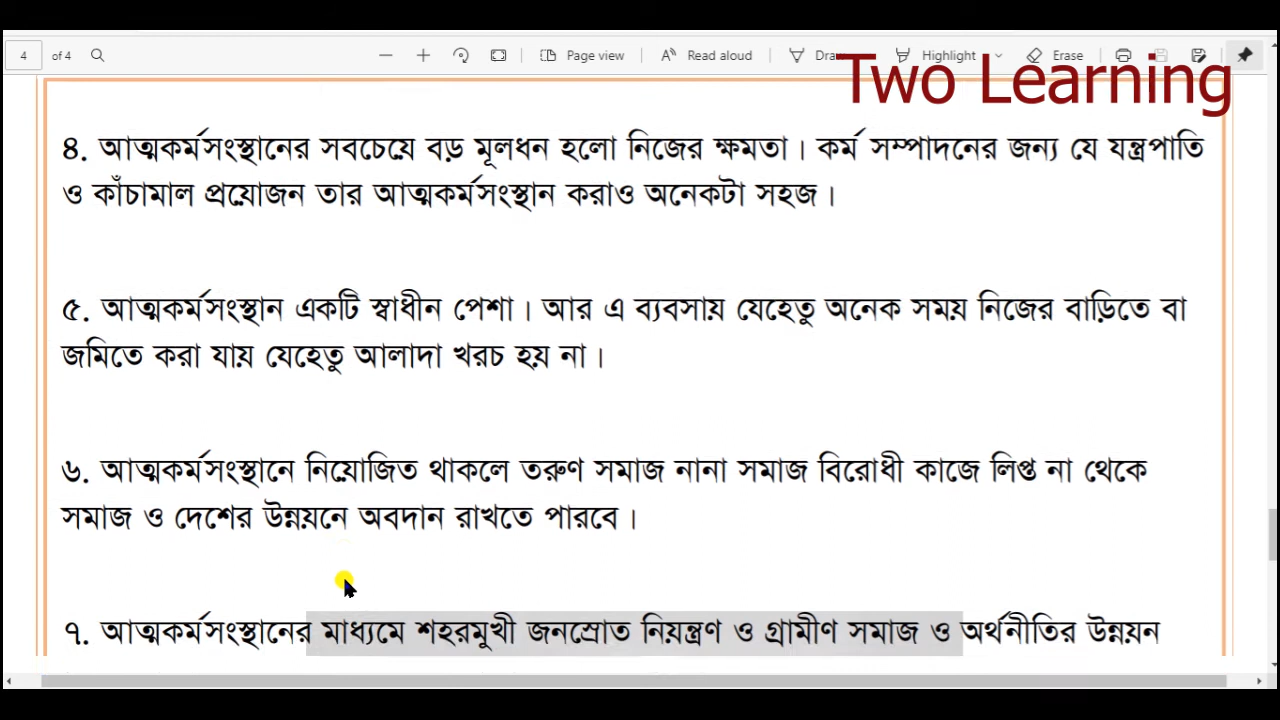 4 of 4 Page view Read aloud Draw Highlight Erase
Two Learning
৪. আত্মকর্মসংস্থানের সবচেয়ে বড় মূলধন হলো নিজের ক্ষমতা। কর্ম সম্পাদনের জন্য যে যন্ত্রপাতি
ও কাঁচামাল প্রয়োজন তার আত্মকর্মসংস্থান করাও অনেকটা সহজ।
৫. আত্মকর্মসংস্থান একটি স্বাধীন পেশা। আর এ ব্যবসায় যেহেতু অনেক সময় নিজের বাড়িতে বা
জমিতে করা যায় যেহেতু আলাদা খরচ হয় না।
৬. আত্মকর্মসংস্থানে নিয়োজিত থাকলে তরুণ সমাজ নানা সমাজ বিরোধী কাজে লিপ্ত না থেকে
সমাজ ও দেশের উন্নয়নে অবদান রাখতে পারবে।
৭. আত্মকর্মসংস্থানের মাধ্যমে শহরমুখী জনস্রোত নিয়ন্ত্রণ ও গ্রামীণ সমাজ ও অর্থনীতির উন্নয়ন